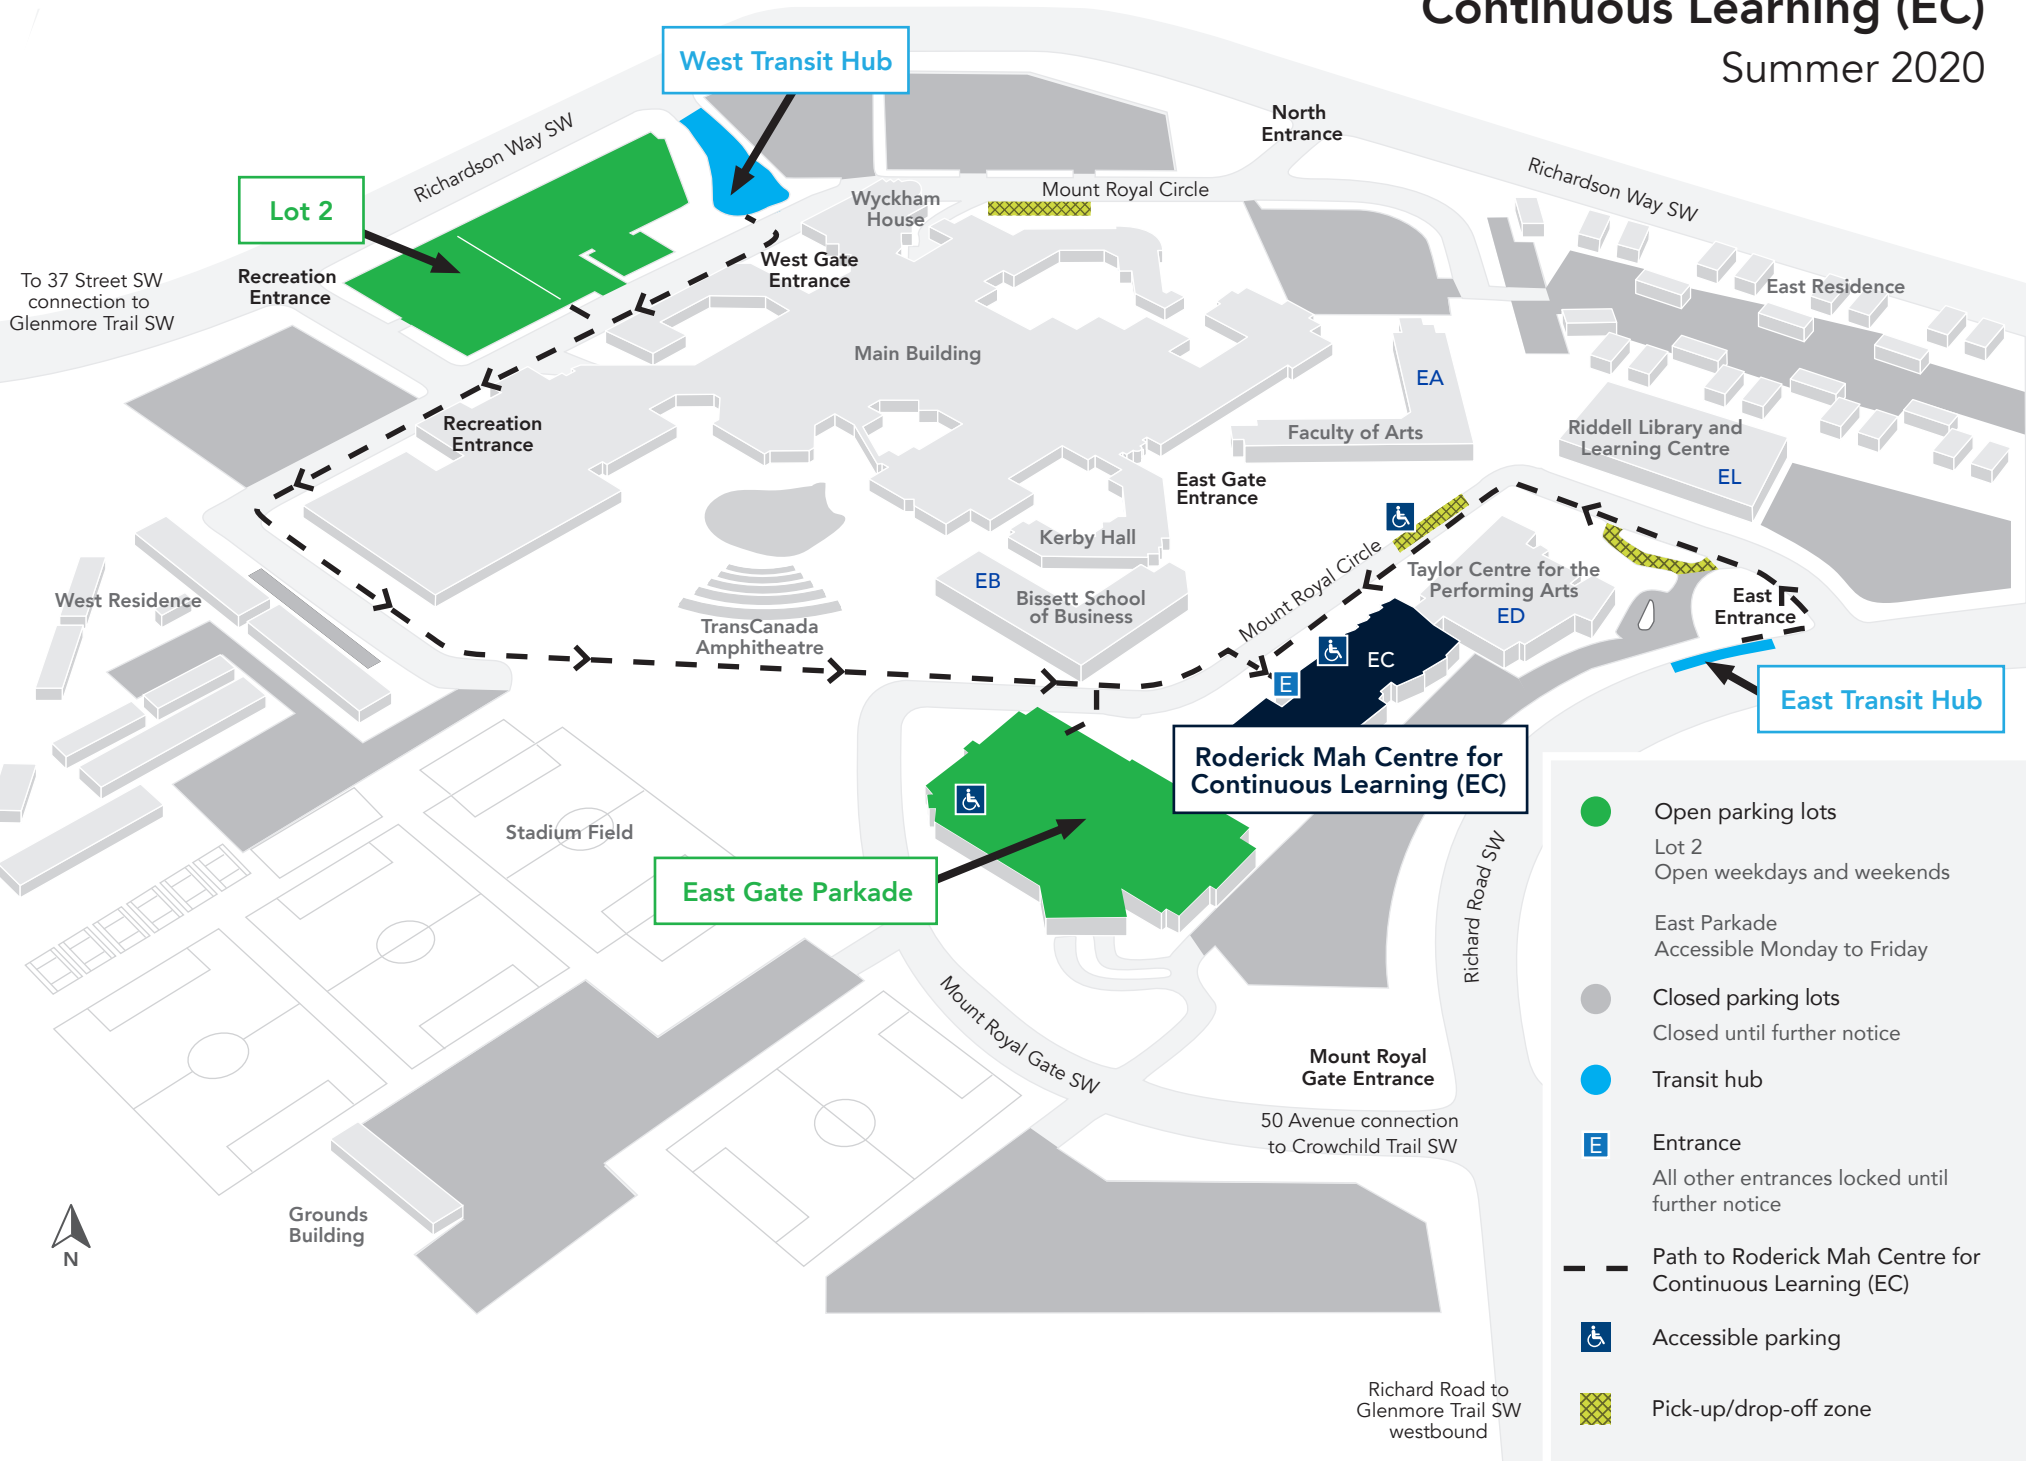 Continuous Learning (EC)
Summer 2020
West Transit Hub
North
Entrance
Richardson Way SW
Richardson Way SW
Lot 2
Wyckham
House
Mount Royal Circle
Recreation
Entrance
To 37 Street SW
connection to
Glenmore Trail SW
West Gate
Entrance
East Residence
Main Building
EA
Faculty of Arts
Riddell Library and
Learning Centre
EL
Recreation
Entrance
East Gate
Entrance
Kerby Hall
Mount Royal Circle
EB
Bissett School
of Business
Taylor Centre for the
Performing Arts
ED
East
Entrance
West Residence
TransCanada
Amphitheatre
EC
E
East Transit Hub
Roderick Mah Centre for
Continuous Learning (EC)
Stadium Field
East Gate Parkade
Richard Road SW
Mount Royal Gate SW
Mount Royal
Gate Entrance
50 Avenue connection
to Crowchild Trail SW
Grounds
Building
N
Richard Road to
Glenmore Trail SW
westbound
Open parking lots
Lot 2
Open weekdays and weekends
East Parkade
Accessible Monday to Friday
Closed parking lots
Closed until further notice
Transit hub
E
Entrance
All other entrances locked until
further notice
Path to Roderick Mah Centre for
Continuous Learning (EC)
Accessible parking
Pick-up/drop-off zone